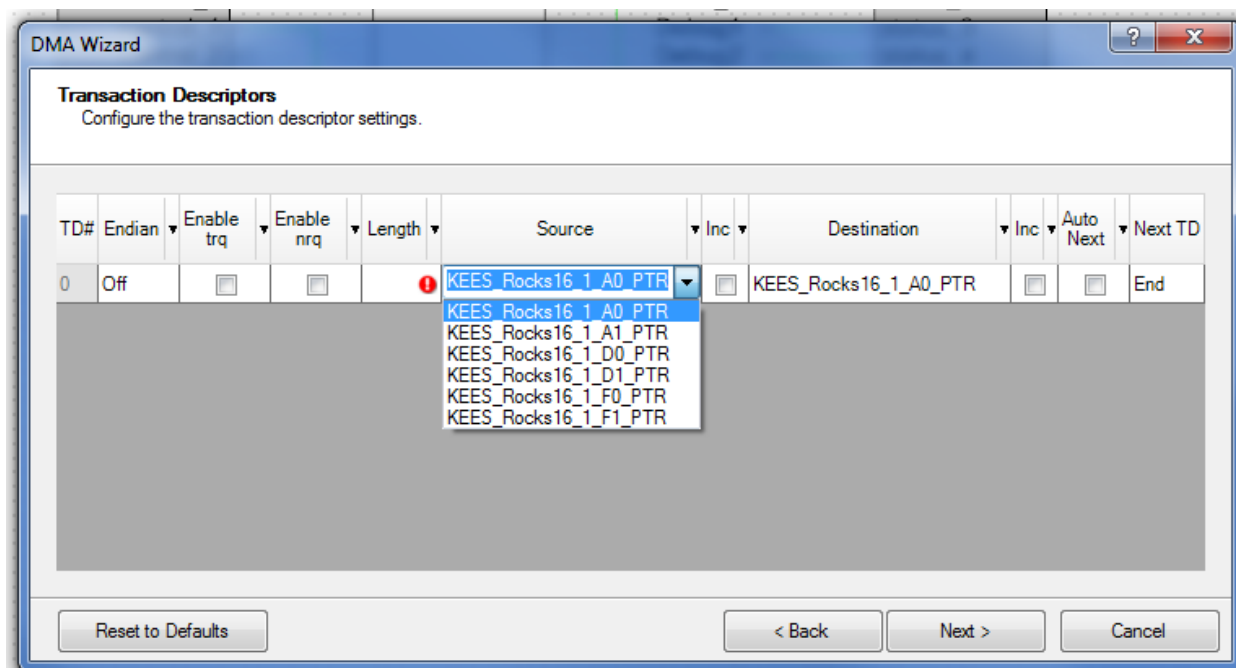 DMA Wizard
Transaction Descriptors
Configure the transaction descriptor settings.
TD# Endian Enable trq Enable nrq Length Source Inc Destination Inc Auto Next Next TD
0 Off KEES_Rocks16_1_A0_PTR KEES_Rocks16_1_A0_PTR End
KEES_Rocks16_1_A0_PTR
KEES_Rocks16_1_A1_PTR
KEES_Rocks16_1_D0_PTR
KEES_Rocks16_1_D1_PTR
KEES_Rocks16_1_F0_PTR
KEES_Rocks16_1_F1_PTR
Reset to Defaults < Back Next > Cancel